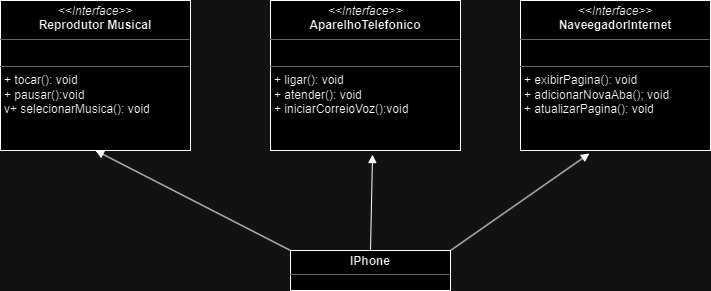 <<Interface>>
Reprodutor Musical
+ tocar(): void
+ pausar():void
v+ selecionarMusica(): void
<<Interface>>
AparelhoTelefonico
+ ligar(): void
+ atender(): void
+ iniciarCorreioVoz():void
<<Interface>>
NaveegadorInternet
+ exibirPagina(): void
+ adicionarNovaAba(); void
+ atualizarPagina(): void
IPhone